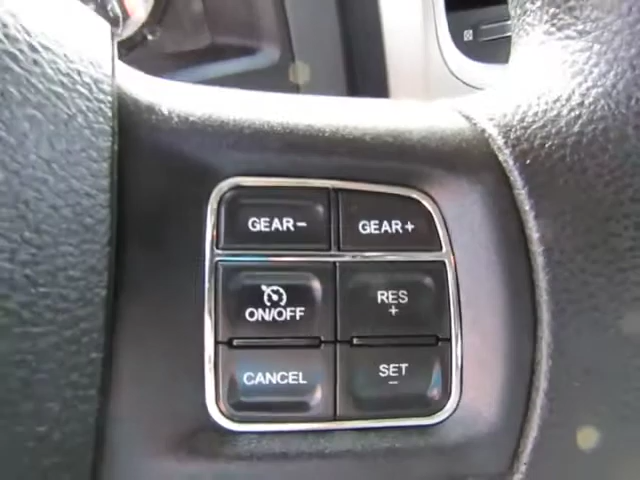 GEAR− GEAR+
ON/OFF RES
+
CANCEL SET
−